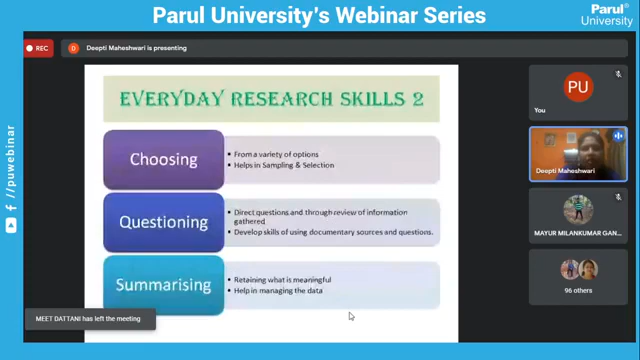 Parul University's Webinar Series
Parul®
University
REC
D
Deepti Maheshwari is presenting
EVERYDAY RESEARCH SKILLS 2
Choosing
• From a variety of options
• Helps in Sampling & Selection
Questioning
• Direct questions and through review of information
gathered
• Develop skills of using documentary sources and questions.
Summarising
• Retaining what is meaningful
• Help in managing the data
MEET DATTANI has left the meeting
PU
You
Deepti Maheshwari
MAYUR MILANKUMAR GAN...
96 others
/puwebinar